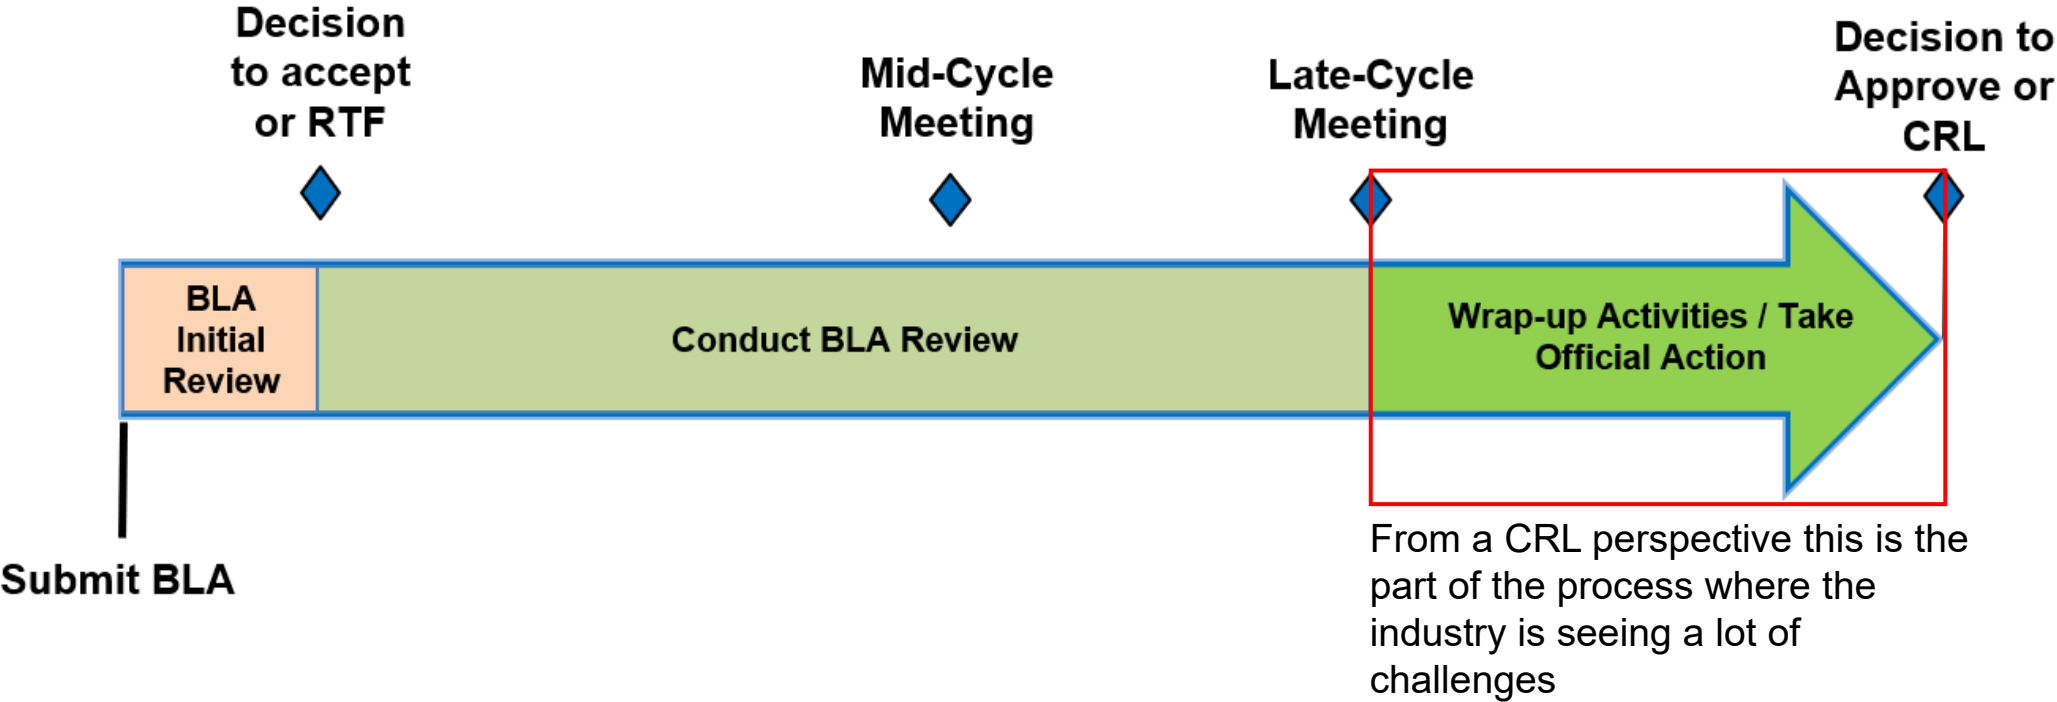 Decision
to accept
or RTF
Mid-Cycle
Meeting
Late-Cycle
Meeting
Decision to
Approve or
CRL
BLA
Initial
Review
Conduct BLA Review
Wrap-up Activities / Take
Official Action
Submit BLA
From a CRL perspective this is the
part of the process where the
industry is seeing a lot of
challenges